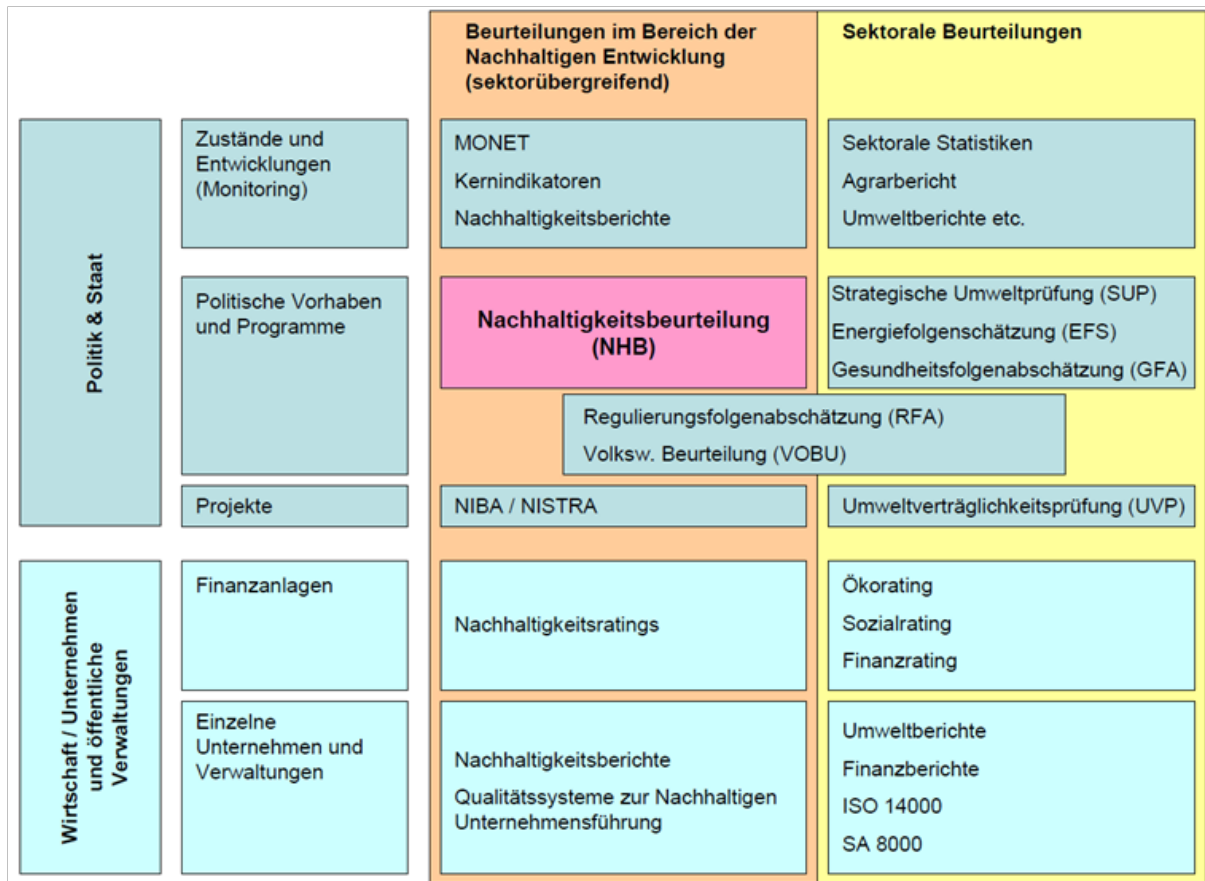 Beurteilungen im Bereich der
Nachhaltigen Entwicklung
(sektorübergreifend)
Sektorale Beurteilungen
Politik & Staat
Zustände und
Entwicklungen
(Monitoring)
MONET
Kernindikatoren
Nachhaltigkeitsberichte
Sektorale Statistiken
Agrarbericht
Umweltberichte etc.
Politische Vorhaben
und Programme
Nachhaltigkeitsbeurteilung
(NHB)
Strategische Umweltprüfung (SUP)
Energiefolgenschätzung (EFS)
Gesundheitsfolgenabschätzung (GFA)
Regulierungsfolgenabschätzung (RFA)
Volksw. Beurteilung (VOBU)
Projekte
NIBA / NISTRA
Umweltverträglichkeitsprüfung (UVP)
Wirtschaft / Unternehmen
und öffentliche
Verwaltungen
Finanzanlagen
Nachhaltigkeitsratings
Ökorating
Sozialrating
Finanzrating
Einzelne
Unternehmen und
Verwaltungen
Nachhaltigkeitsberichte
Qualitätssysteme zur Nachhaltigen
Unternehmensführung
Umweltberichte
Finanzberichte
ISO 14000
SA 8000